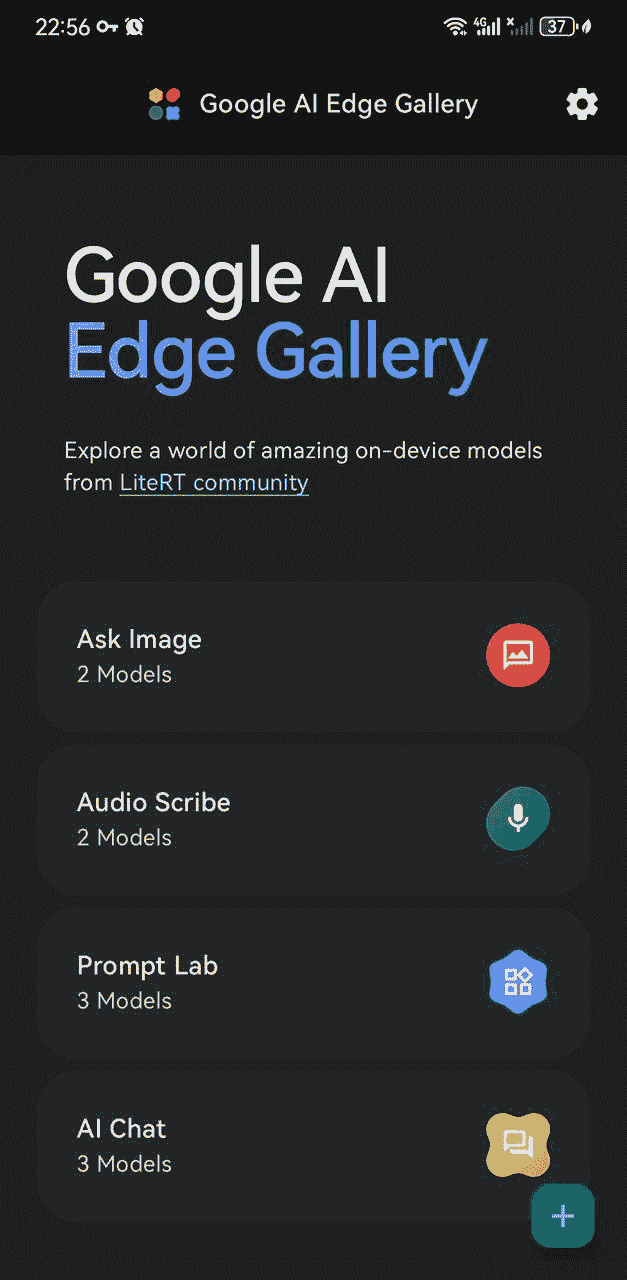 22:56
4G
37
Google AI Edge Gallery
Google AI
Edge Gallery
Explore a world of amazing on-device models
from LiteRT community
Ask Image
2 Models
Audio Scribe
2 Models
Prompt Lab
3 Models
AI Chat
3 Models